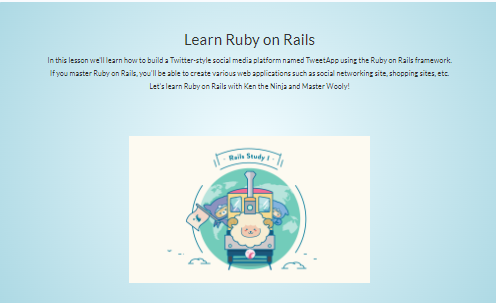 Learn Ruby on Rails
In this lesson we'll learn how to build a Twitter-style social media platform named TweetApp using the Ruby on Rails framework.
If you master Ruby on Rails, you'll be able to create various web applications such as social networking site, shopping sites, etc.
Let's learn Ruby on Rails with Ken the Ninja and Master Wooly!
Rails Study 1